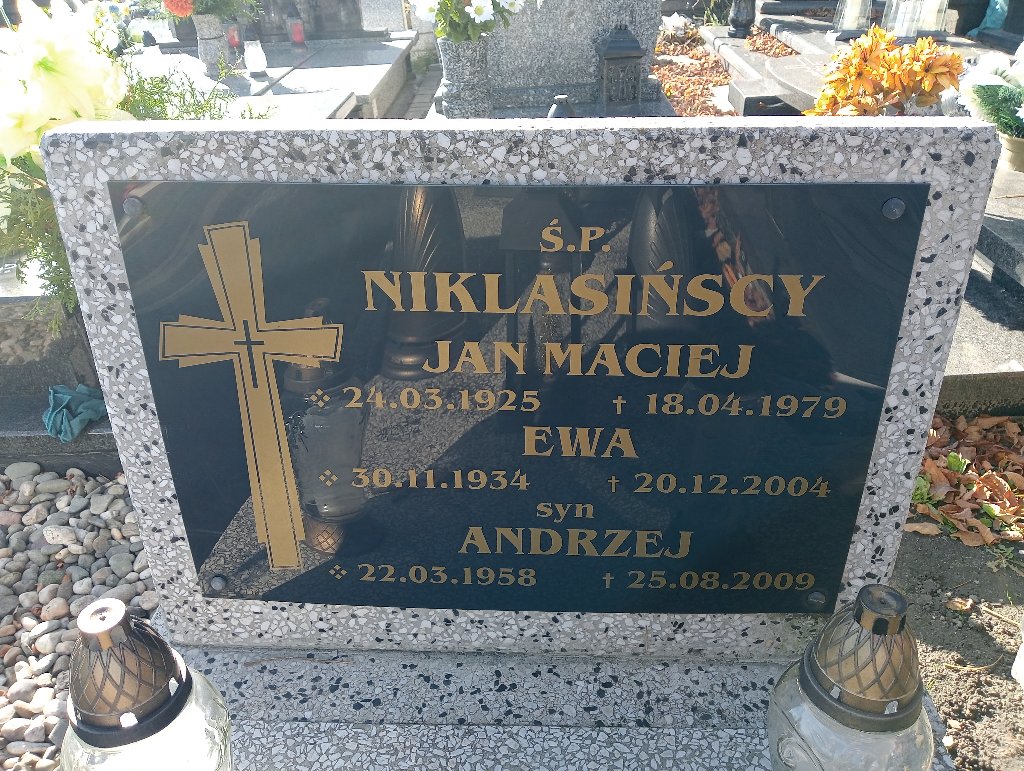 Ś.P.
NIKLASIŃSCY
JAN MACIEJ
❖ 24.03.1925 † 18.04.1979
EWA
❖ 30.11.1934 † 20.12.2004
syn
ANDRZEJ
❖ 22.03.1958 † 25.08.2009